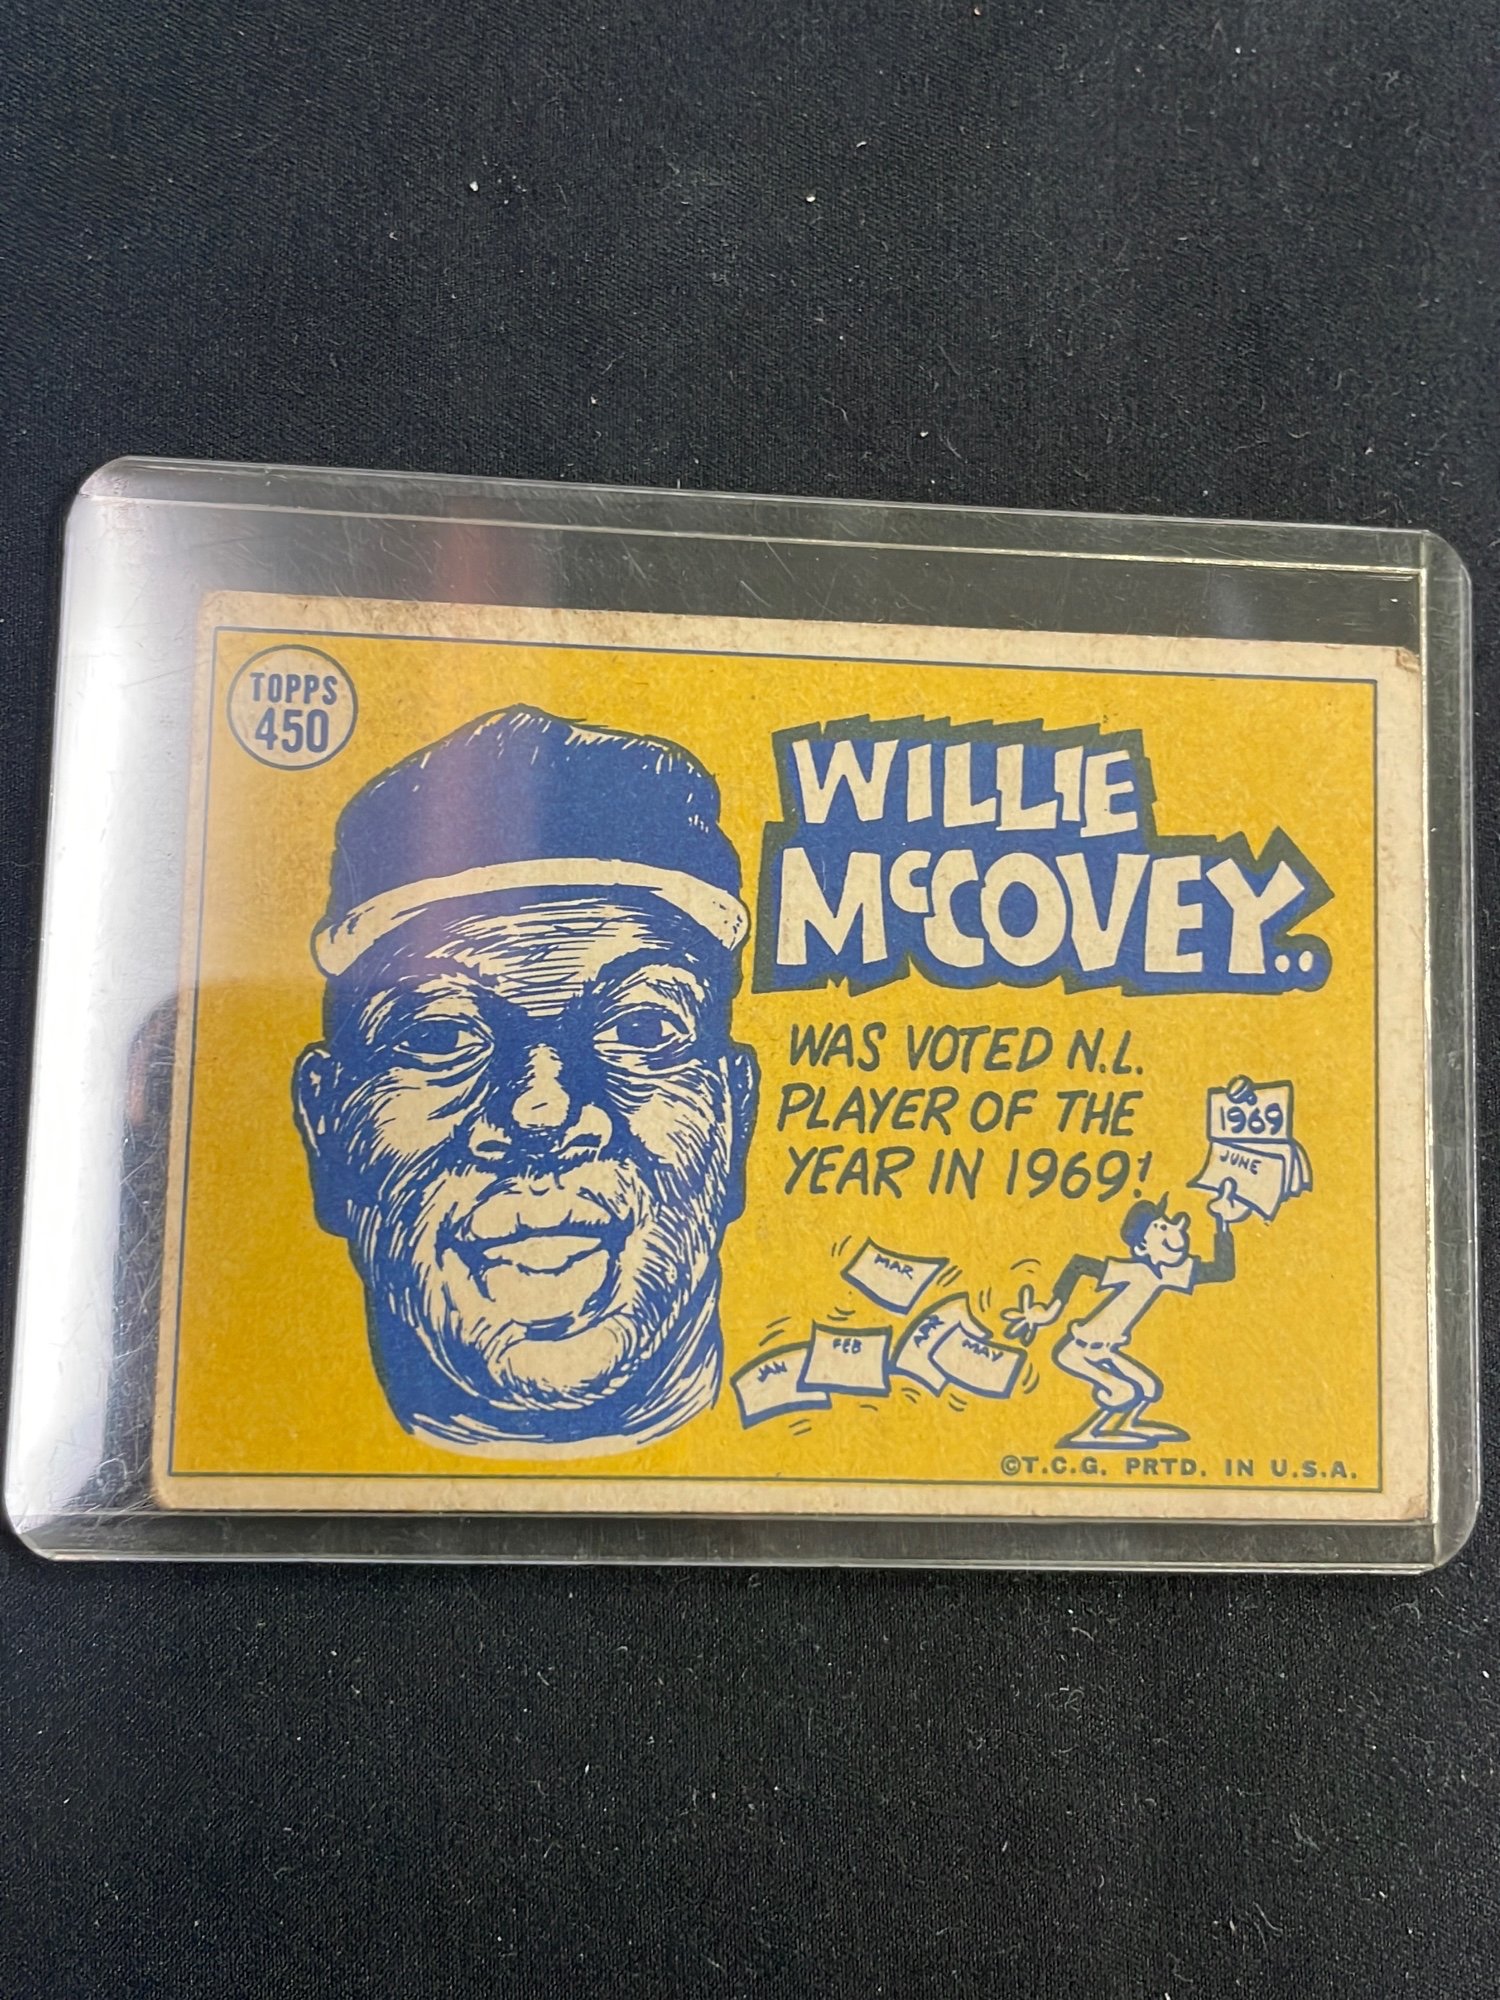 TOPPS
450
WILLIE
McCOVEY..
WAS VOTED N.L.
PLAYER OF THE
YEAR IN 1969!
1969
JUNE
MAR
APR
MAY
FEB
JAN
©T.C.G. PRTD. IN U.S.A.